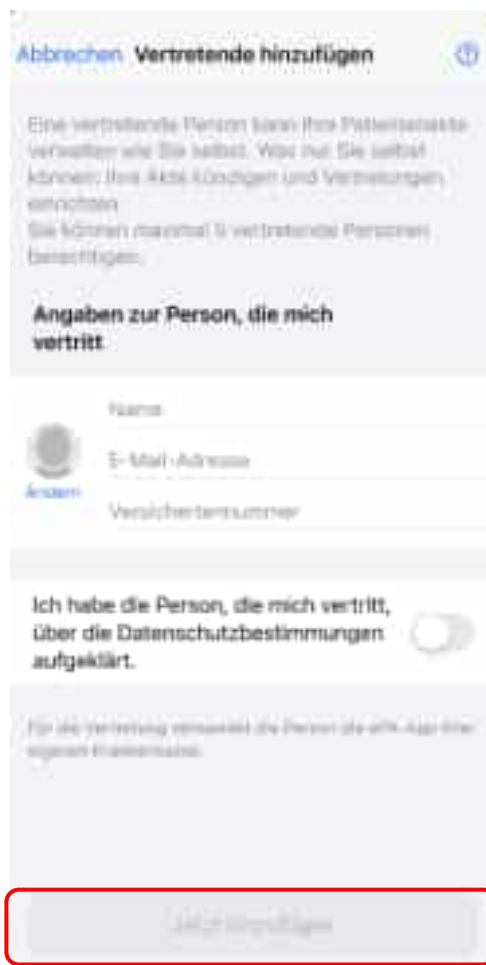 Abbrechen Vertretende hinzufügen
Eine vertretende Person kann Ihre Patientenakte
verwalten wie Sie selbst. Was nur Sie selbst
können: Ihre Akte kündigen und Vertretungen
einrichten.
Sie können maximal 5 vertretende Personen
berechtigen.
Angaben zur Person, die mich
vertritt
Name
E-Mail-Adresse
Ändern
Versichertennummer
Ich habe die Person, die mich vertritt,
über die Datenschutzbestimmungen
aufgeklärt.
Für die Vertretung verwendet die Person die ePA-App ihrer
eigenen Krankenkasse.
Jetzt hinzufügen